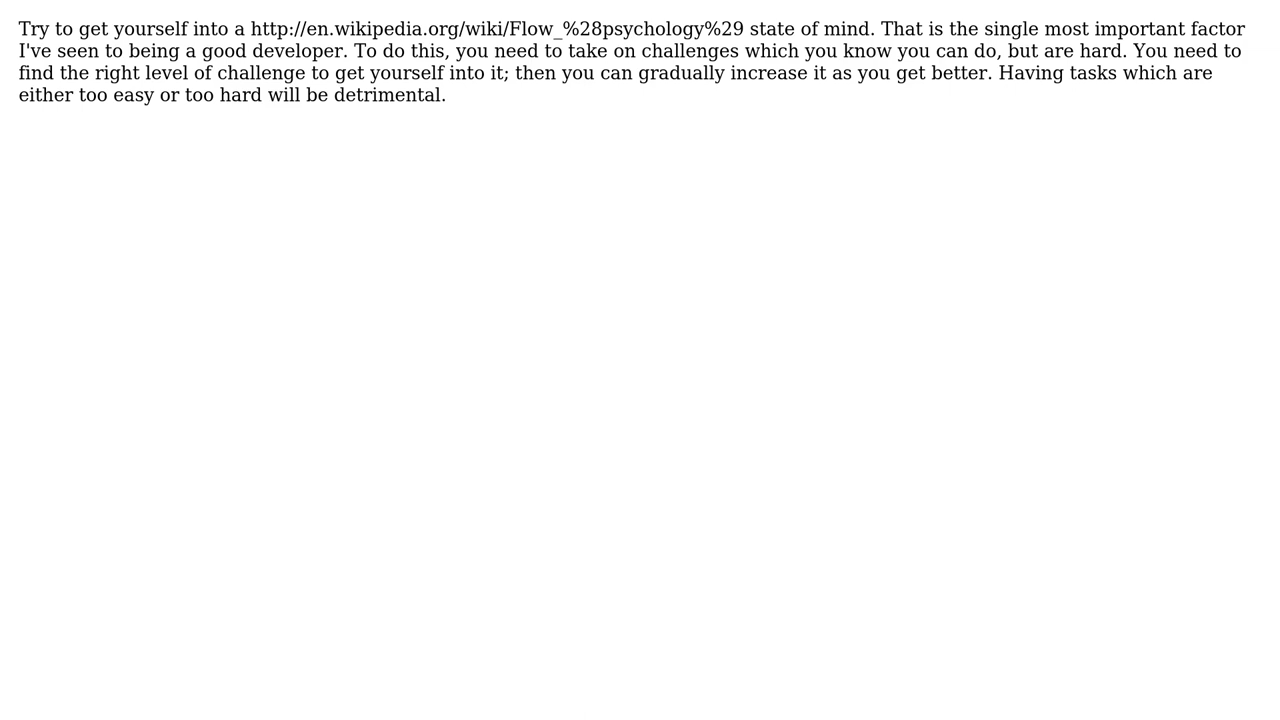 Try to get yourself into a http://en.wikipedia.org/wiki/Flow_%28psychology%29 state of mind. That is the single most important factor
I've seen to being a good developer. To do this, you need to take on challenges which you know you can do, but are hard. You need to
find the right level of challenge to get yourself into it; then you can gradually increase it as you get better. Having tasks which are
either too easy or too hard will be detrimental.